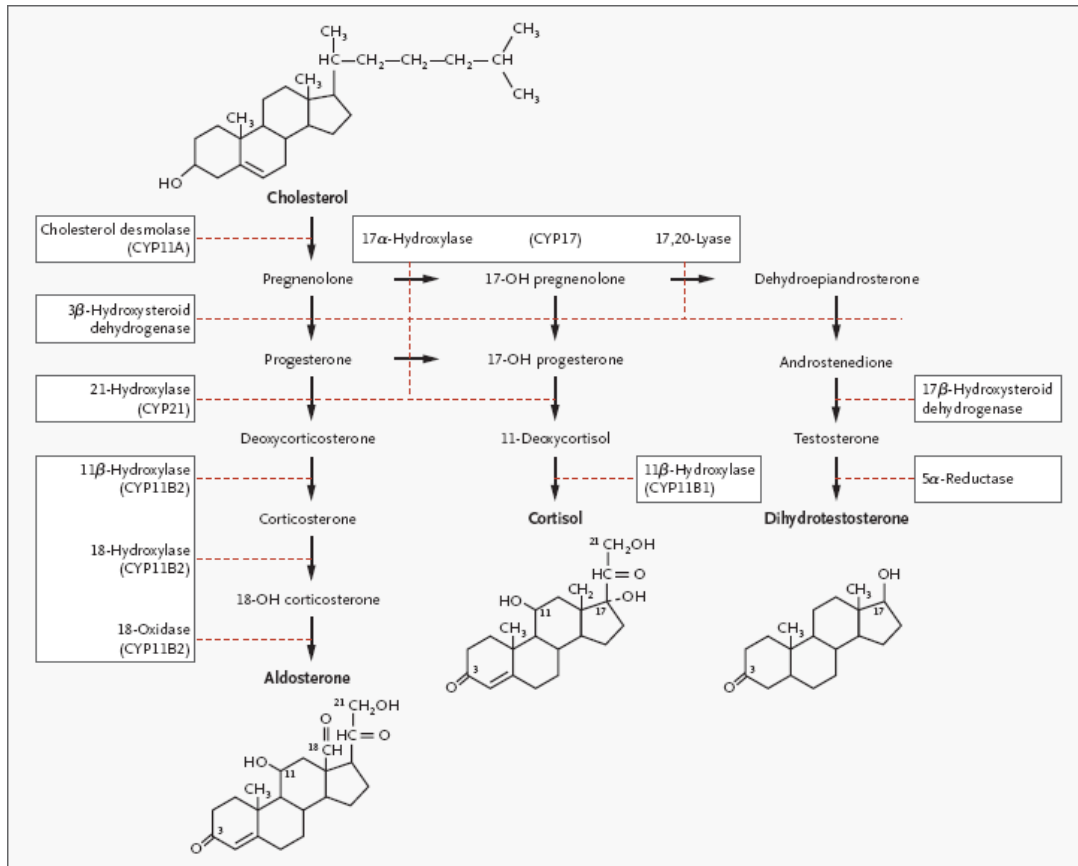 CH₃
CH₃
HC—CH₂—CH₂—CH₂—CH
CH₃
CH₃
CH₃
HO
Cholesterol
Cholesterol desmolase
(CYP11A)
17α-Hydroxylase (CYP17) 17,20-Lyase
Pregnenolone 17-OH pregnenolone Dehydroepiandrosterone
3β-Hydroxysteroid
dehydrogenase
Progesterone 17-OH progesterone Androstenedione
21-Hydroxylase
(CYP21)
17β-Hydroxysteroid
dehydrogenase
Deoxycorticosterone 11-Deoxycortisol Testosterone
11β-Hydroxylase
(CYP11B2)
11β-Hydroxylase
(CYP11B1)
5α-Reductase
Corticosterone Cortisol Dihydrotestosterone
18-Hydroxylase
(CYP11B2)
18-OH corticosterone
18-Oxidase
(CYP11B2)
Aldosterone
21 CH₂OH
HC=O
CH₂
HO
11
17
OH
CH₃
3
O
OH
CH₃
17
CH₃
3
O
21 CH₂OH
O
HC=O
18 CH
HO
11
CH₃
3
O